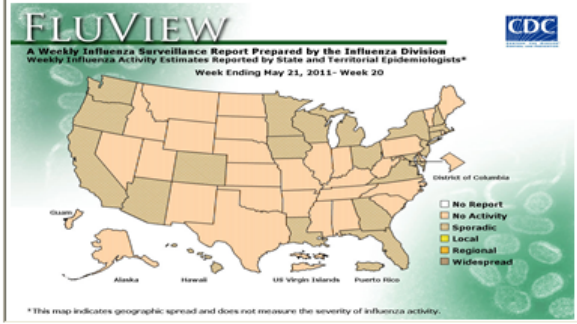 FLUVIEW
CDC
A Weekly Influenza Surveillance Report Prepared by the Influenza Division
Weekly Influenza Activity Estimates Reported by State and Territorial Epidemiologists*
Week Ending May 21, 2011- Week 20
District of Columbia
Guam
No Report
No Activity
Sporadic
Local
Regional
Widespread
Alaska
Hawaii
US Virgin Islands
Puerto Rico
*This map indicates geographic spread and does not measure the severity of influenza activity.